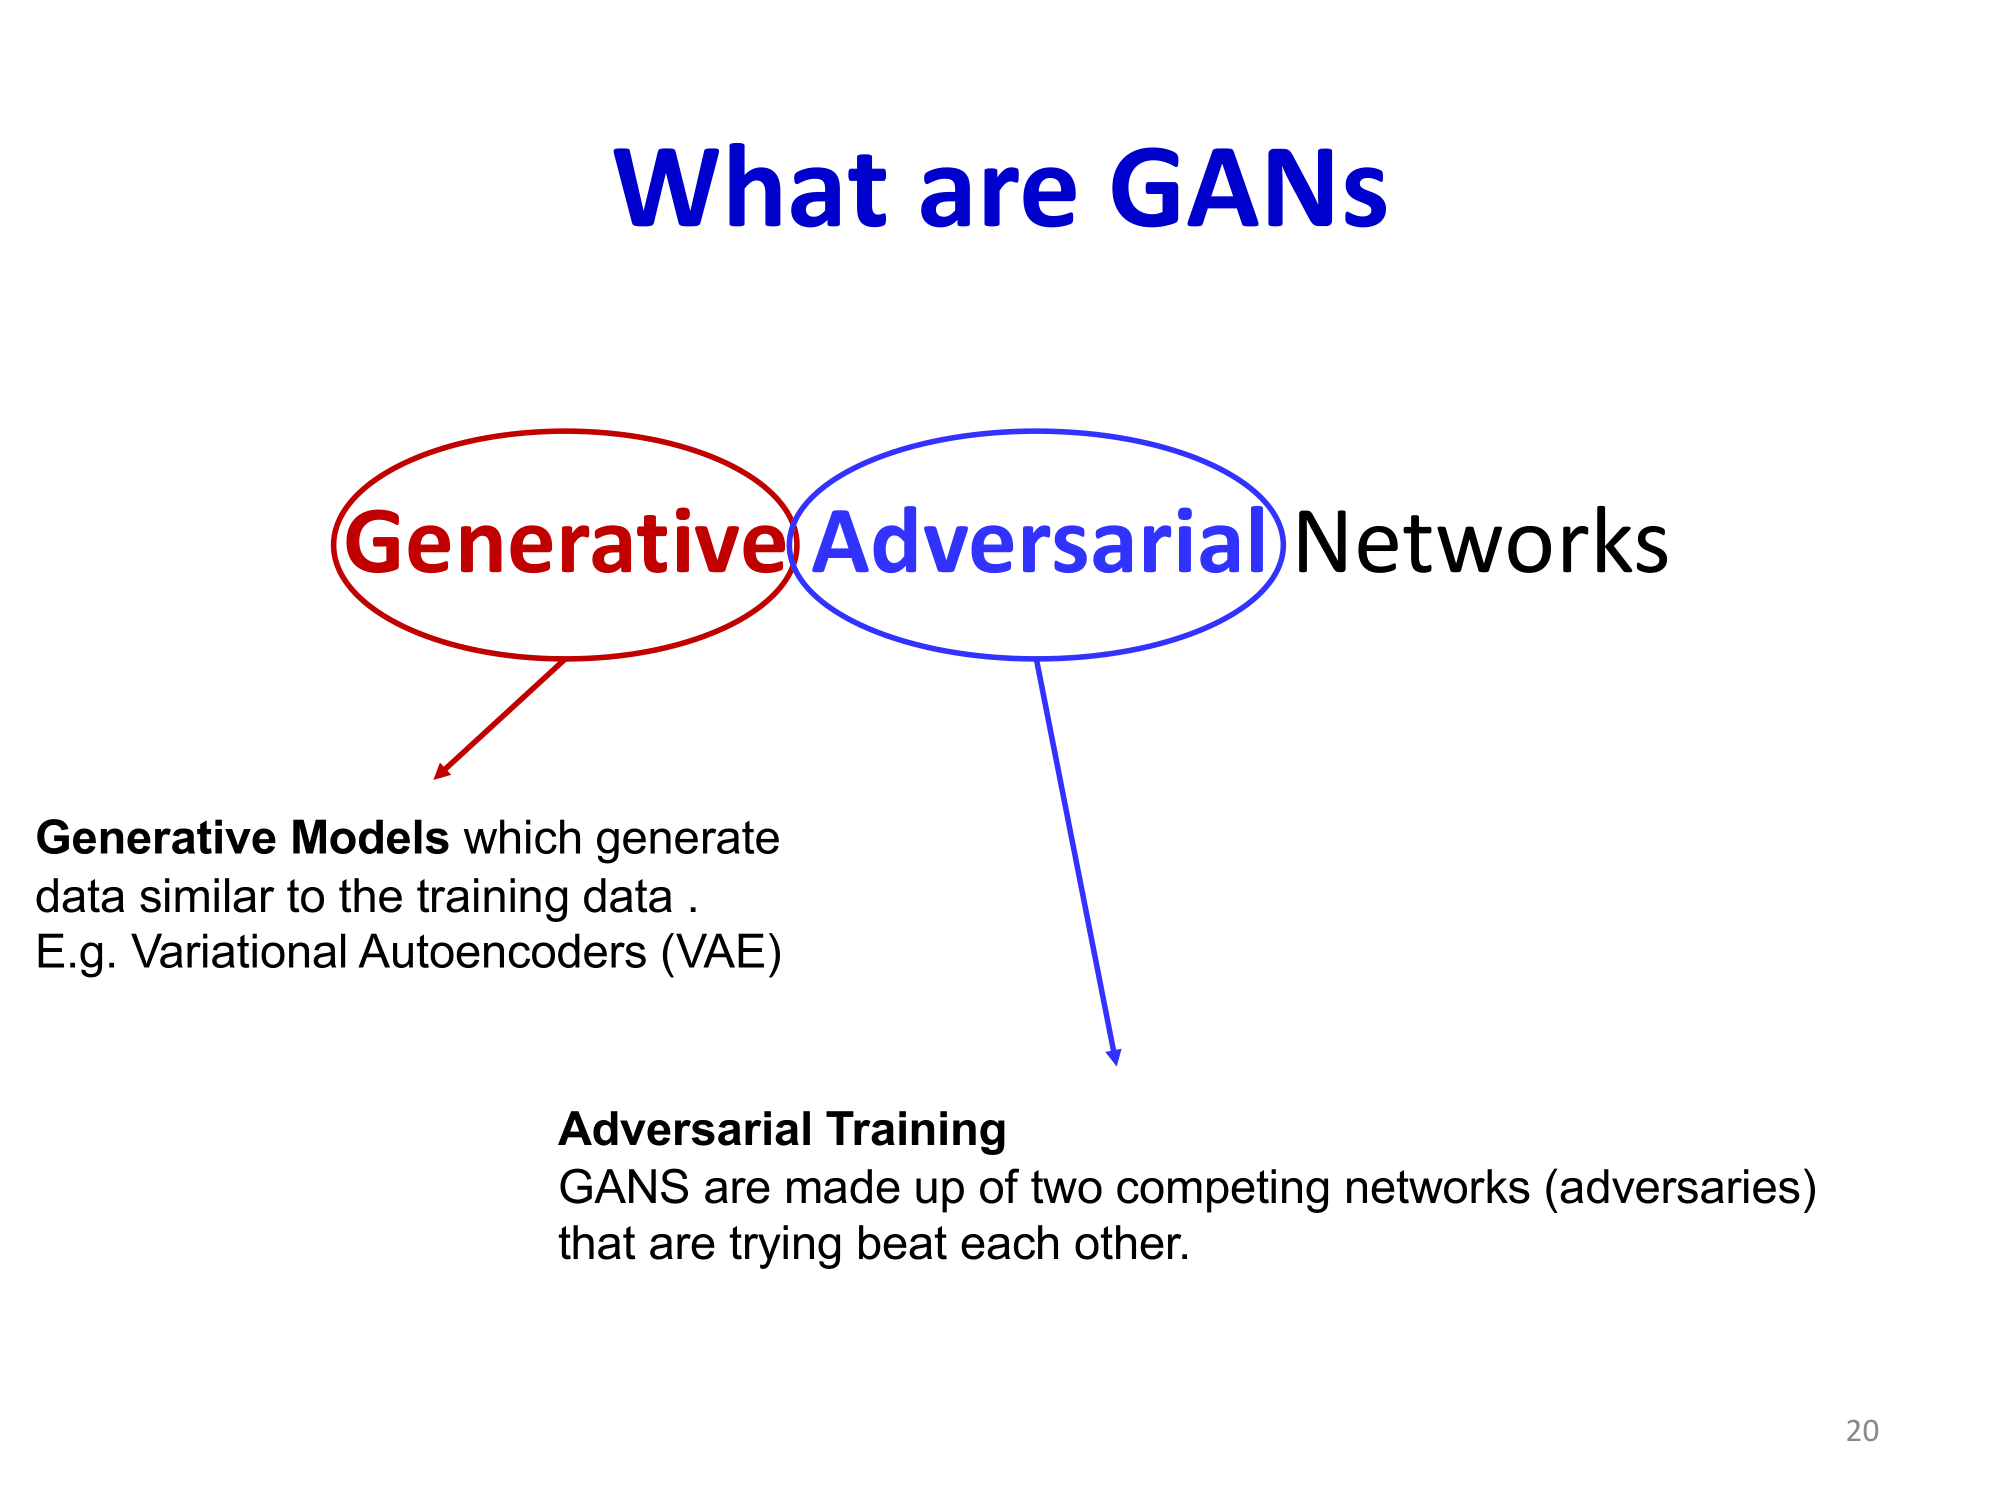 What are GANs
Generative Adversarial Networks
Generative Models which generate
data similar to the training data .
E.g. Variational Autoencoders (VAE)
Adversarial Training
GANS are made up of two competing networks (adversaries)
that are trying beat each other.
20